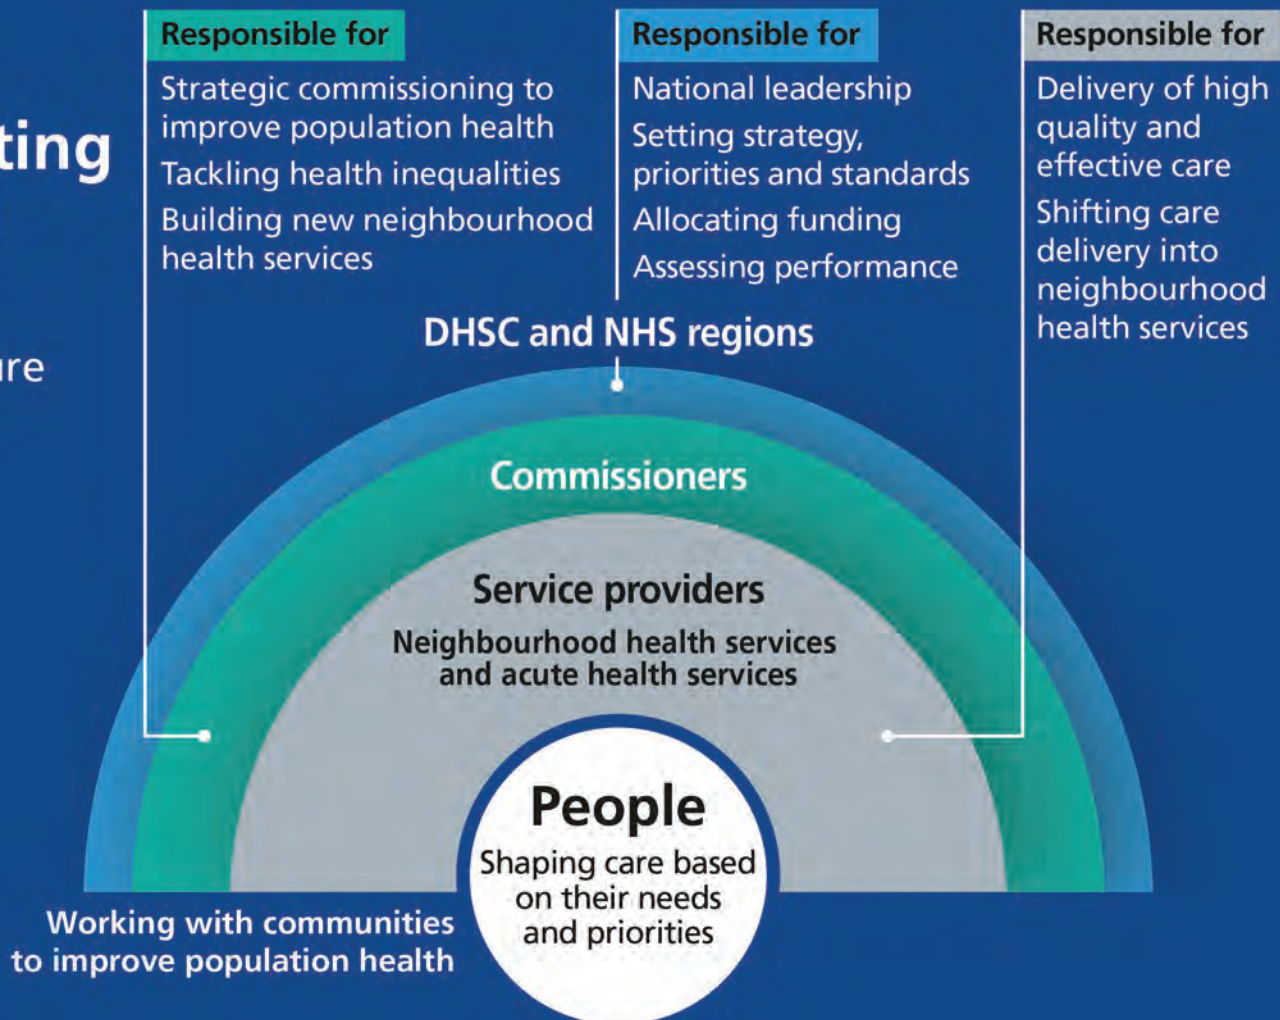 ting
ure
Responsible for
Strategic commissioning to
improve population health
Tackling health inequalities
Building new neighbourhood
health services
Responsible for
National leadership
Setting strategy,
priorities and standards
Allocating funding
Assessing performance
Responsible for
Delivery of high
quality and
effective care
Shifting care
delivery into
neighbourhood
health services
DHSC and NHS regions
Commissioners
Service providers
Neighbourhood health services
and acute health services
People
Shaping care based
on their needs
and priorities
Working with communities
to improve population health